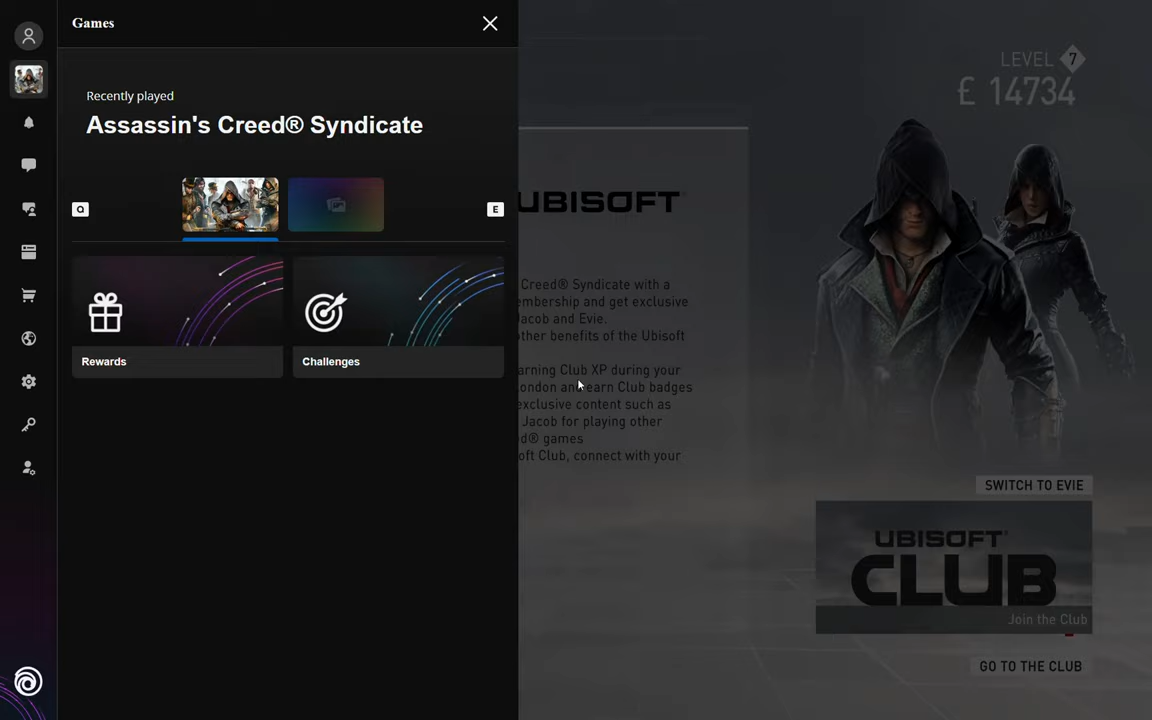 Games
Recently played
Assassin's Creed® Syndicate
Q
E
Rewards
Challenges
UBISOFT
Creed® Syndicate with a
embership and get exclusive
Jacob and Evie.
other benefits of the Ubisoft
arning Club XP during your
London and earn Club badges
exclusive content such as
Jacob for playing other
d® games
oft Club, connect with your
LEVEL 7
£ 14734
SWITCH TO EVIE
UBISOFT
CLUB
Join the Club
GO TO THE CLUB